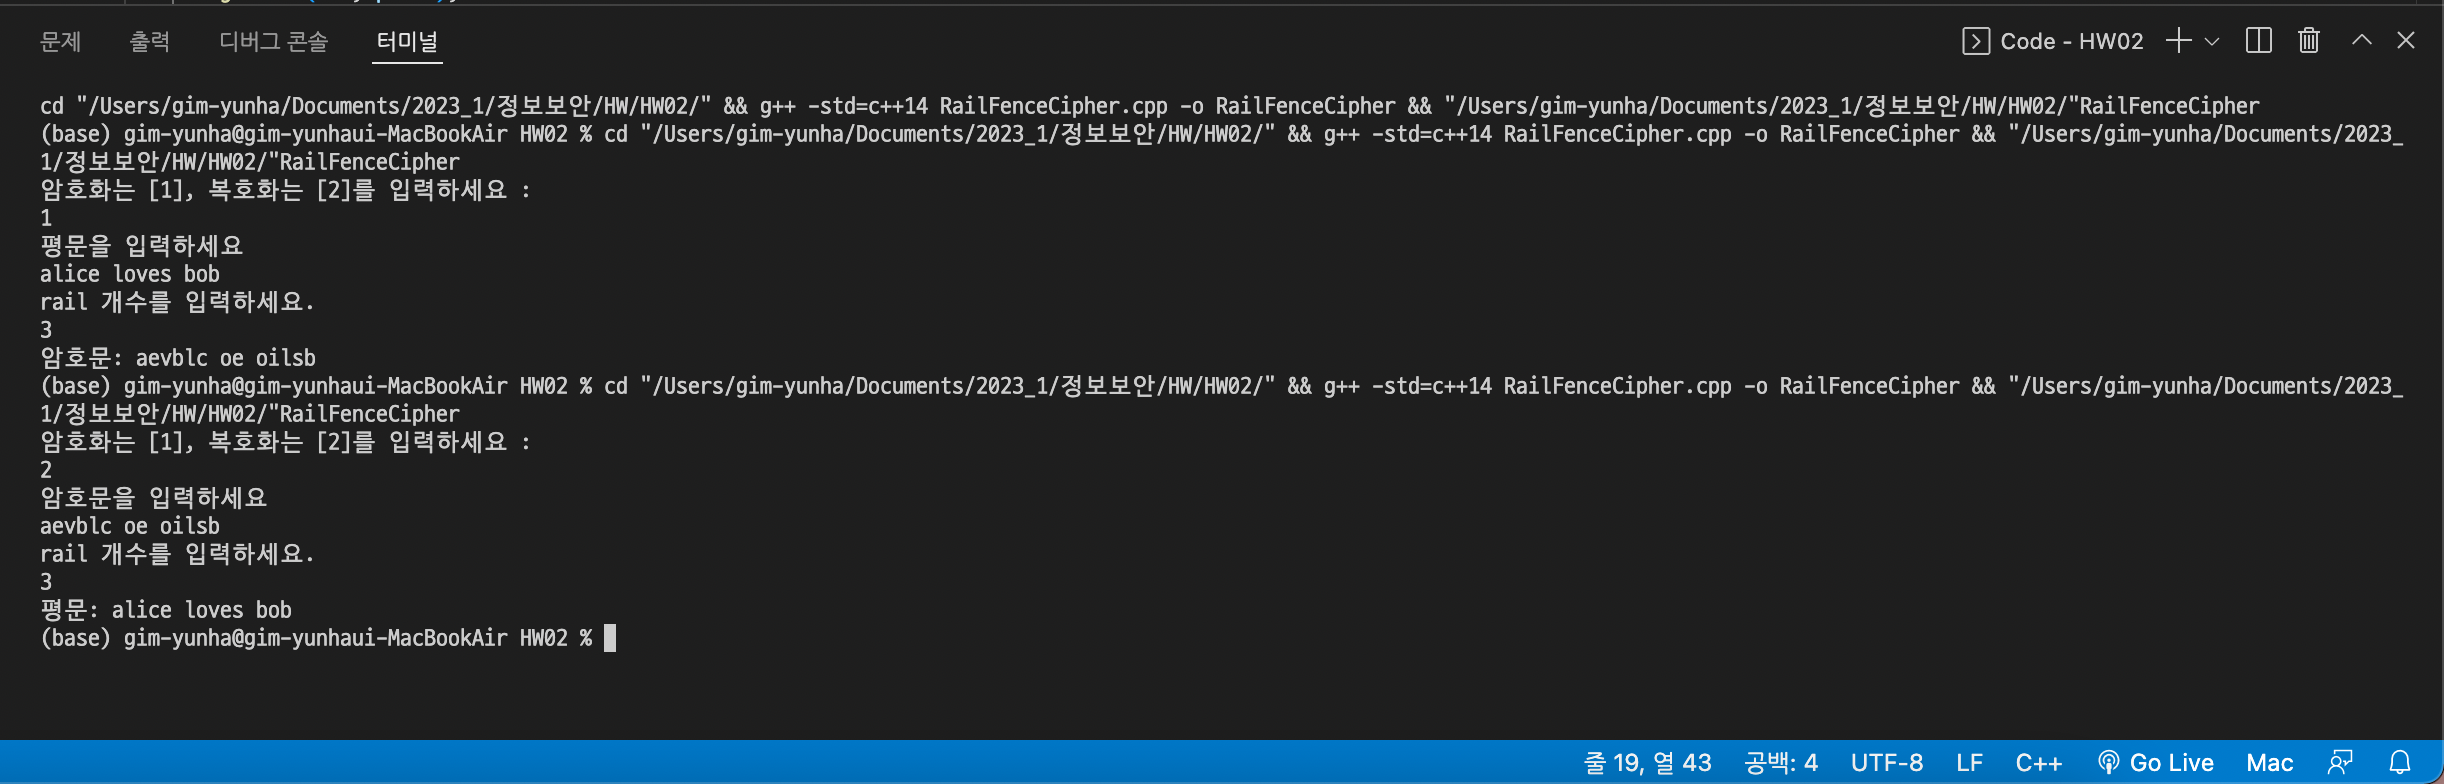 문제 출력 디버그 콘솔 터미널 Code - HW02
cd "/Users/gim-yunha/Documents/2023_1/정보보안/HW/HW02/" && g++ -std=c++14 RailFenceCipher.cpp -o RailFenceCipher && "/Users/gim-yunha/Documents/2023_1/정보보안/HW/HW02/"RailFenceCipher
(base) gim-yunha@gim-yunhaui-MacBookAir HW02 % cd "/Users/gim-yunha/Documents/2023_1/정보보안/HW/HW02/" && g++ -std=c++14 RailFenceCipher.cpp -o RailFenceCipher && "/Users/gim-yunha/Documents/2023_
1/정보보안/HW/HW02/"RailFenceCipher
암호화는 [1], 복호화는 [2]를 입력하세요 :
1
평문을 입력하세요
alice loves bob
rail 개수를 입력하세요.
3
암호문: aevblc oe oilsb
(base) gim-yunha@gim-yunhaui-MacBookAir HW02 % cd "/Users/gim-yunha/Documents/2023_1/정보보안/HW/HW02/" && g++ -std=c++14 RailFenceCipher.cpp -o RailFenceCipher && "/Users/gim-yunha/Documents/2023_
1/정보보안/HW/HW02/"RailFenceCipher
암호화는 [1], 복호화는 [2]를 입력하세요 :
2
암호문을 입력하세요
aevblc oe oilsb
rail 개수를 입력하세요.
3
평문: alice loves bob
(base) gim-yunha@gim-yunhaui-MacBookAir HW02 %
줄 19, 열 43 공백: 4 UTF-8 LF C++ Go Live Mac